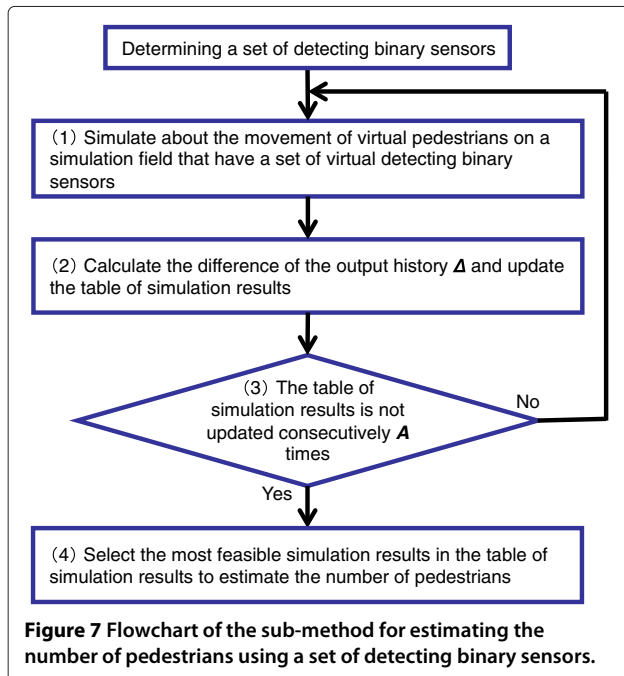 Determining a set of detecting binary sensors
（1）Simulate about the movement of virtual pedestrians on a
simulation field that have a set of virtual detecting binary
sensors
（2）Calculate the difference of the output history Δ and update
the table of simulation results
（3）The table of
simulation results is not
updated consecutively A
times
No
Yes
（4）Select the most feasible simulation results in the table of
simulation results to estimate the number of pedestrians
Figure 7 Flowchart of the sub-method for estimating the
number of pedestrians using a set of detecting binary sensors.